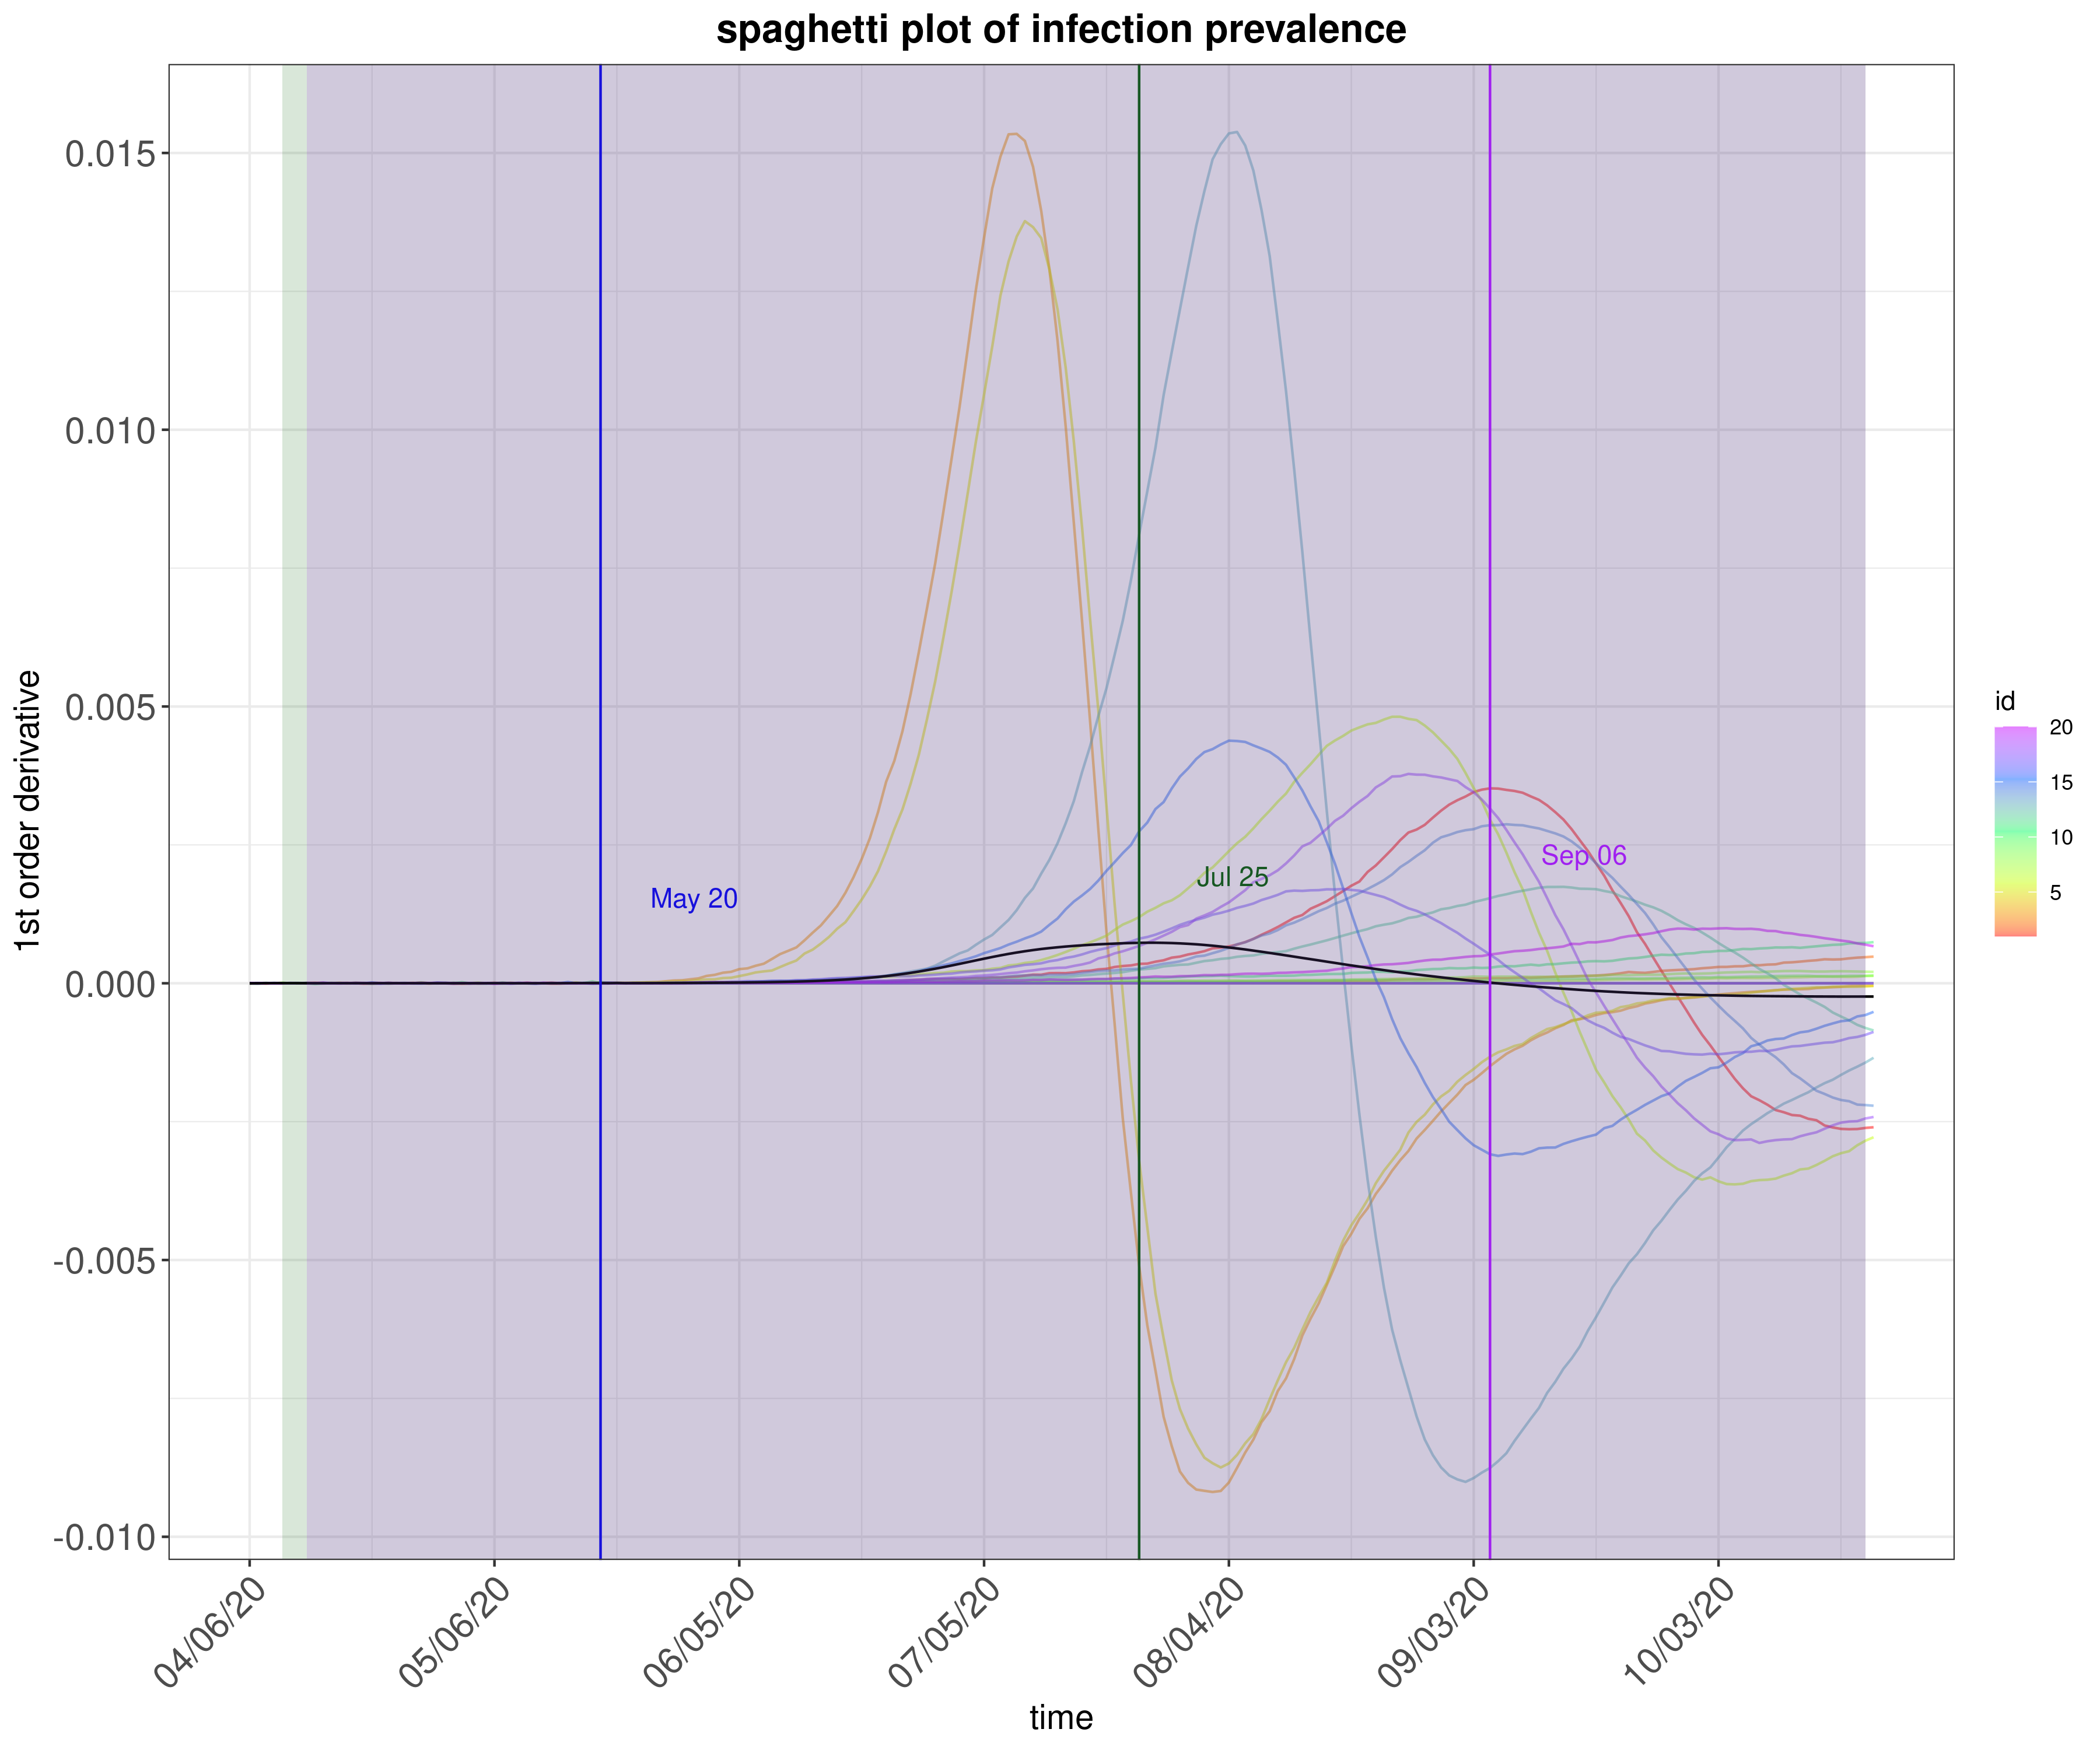 spaghetti plot of infection prevalence
1st order derivative
0.015
0.010
0.005
0.000
-0.005
-0.010
May 20
Jul 25
Sep 06
id
20
15
10
5
04/06/20
05/06/20
06/05/20
07/05/20
08/04/20
09/03/20
10/03/20
time